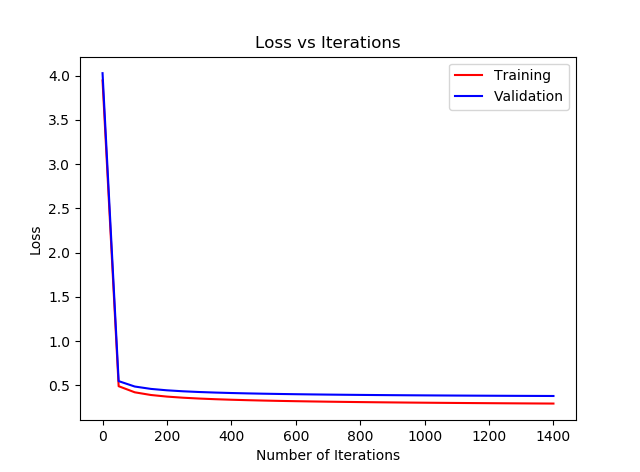 Loss vs Iterations
Training
Validation
4.0
3.5
3.0
2.5
2.0
1.5
1.0
0.5
Loss
0 200 400 600 800 1000 1200 1400
Number of Iterations